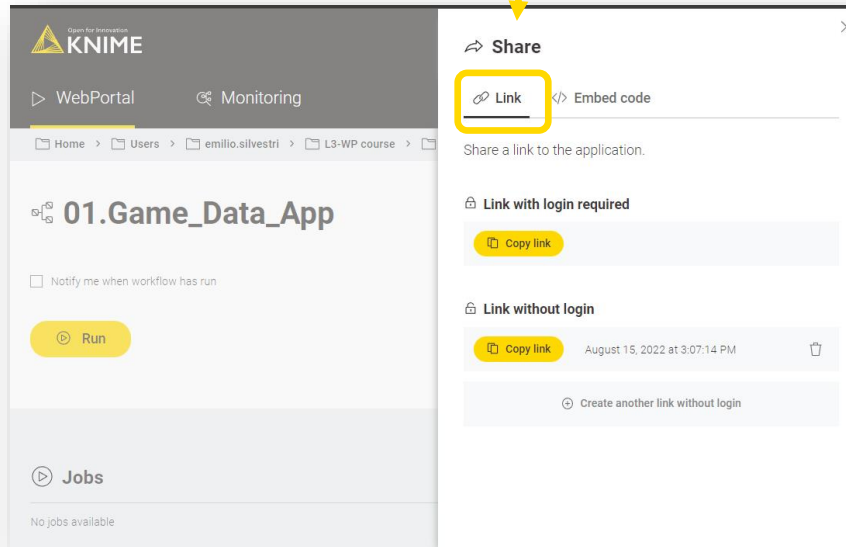 Open for Innovation
KNIME
WebPortal
Monitoring
Home > Users > emilio.silvestri > L3-WP course >
01.Game_Data_App
Notify me when workflow has run
Run
Jobs
No jobs available
Share
Link
Embed code
Share a link to the application.
Link with login required
Copy link
Link without login
Copy link August 15, 2022 at 3:07:14 PM
Create another link without login